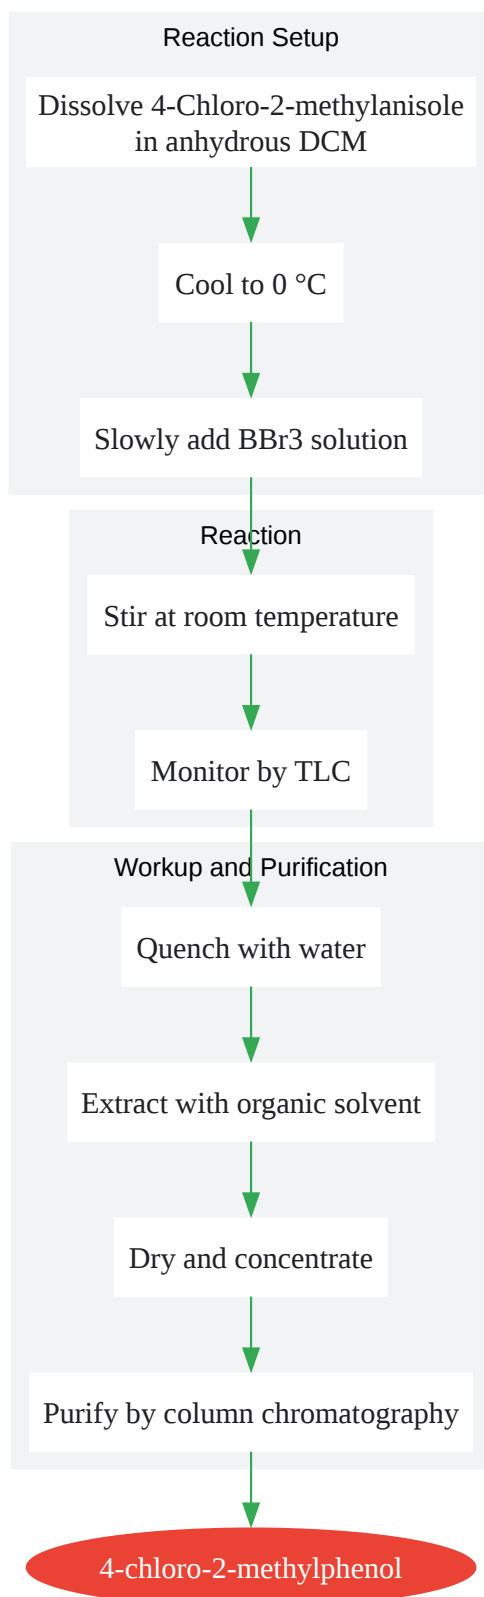 Reaction Setup
Dissolve 4-Chloro-2-methylanisole
in anhydrous DCM
Cool to 0 °C
Slowly add BBr3 solution
Reaction
Stir at room temperature
Monitor by TLC
Workup and Purification
Quench with water
Extract with organic solvent
Dry and concentrate
Purify by column chromatography
4-chloro-2-methylphenol